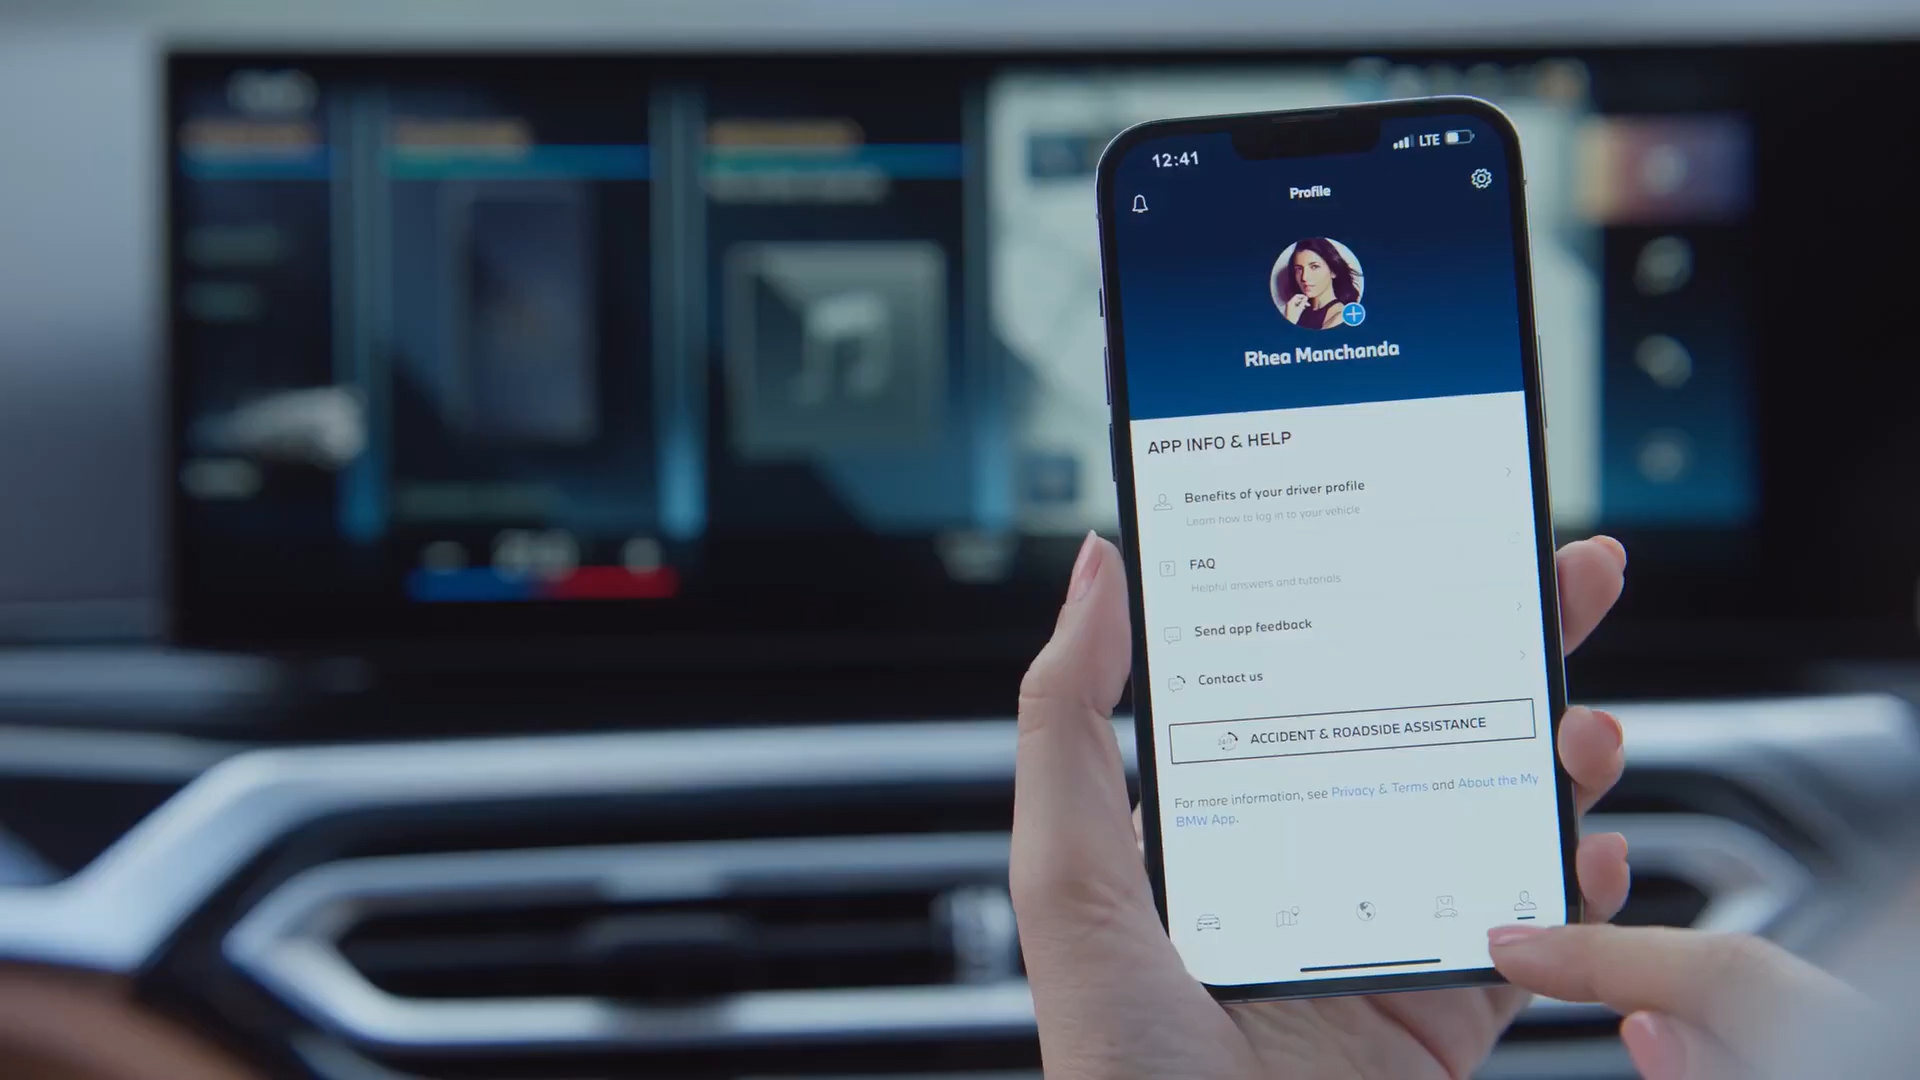 12:41
LTE
Profile
Rhea Manchanda
APP INFO & HELP
Benefits of your driver profile
Learn how to log in to your vehicle
FAQ
Helpful answers and tutorials
Send app feedback
Contact us
24/7 ACCIDENT & ROADSIDE ASSISTANCE
For more information, see Privacy & Terms and About the My
BMW App.